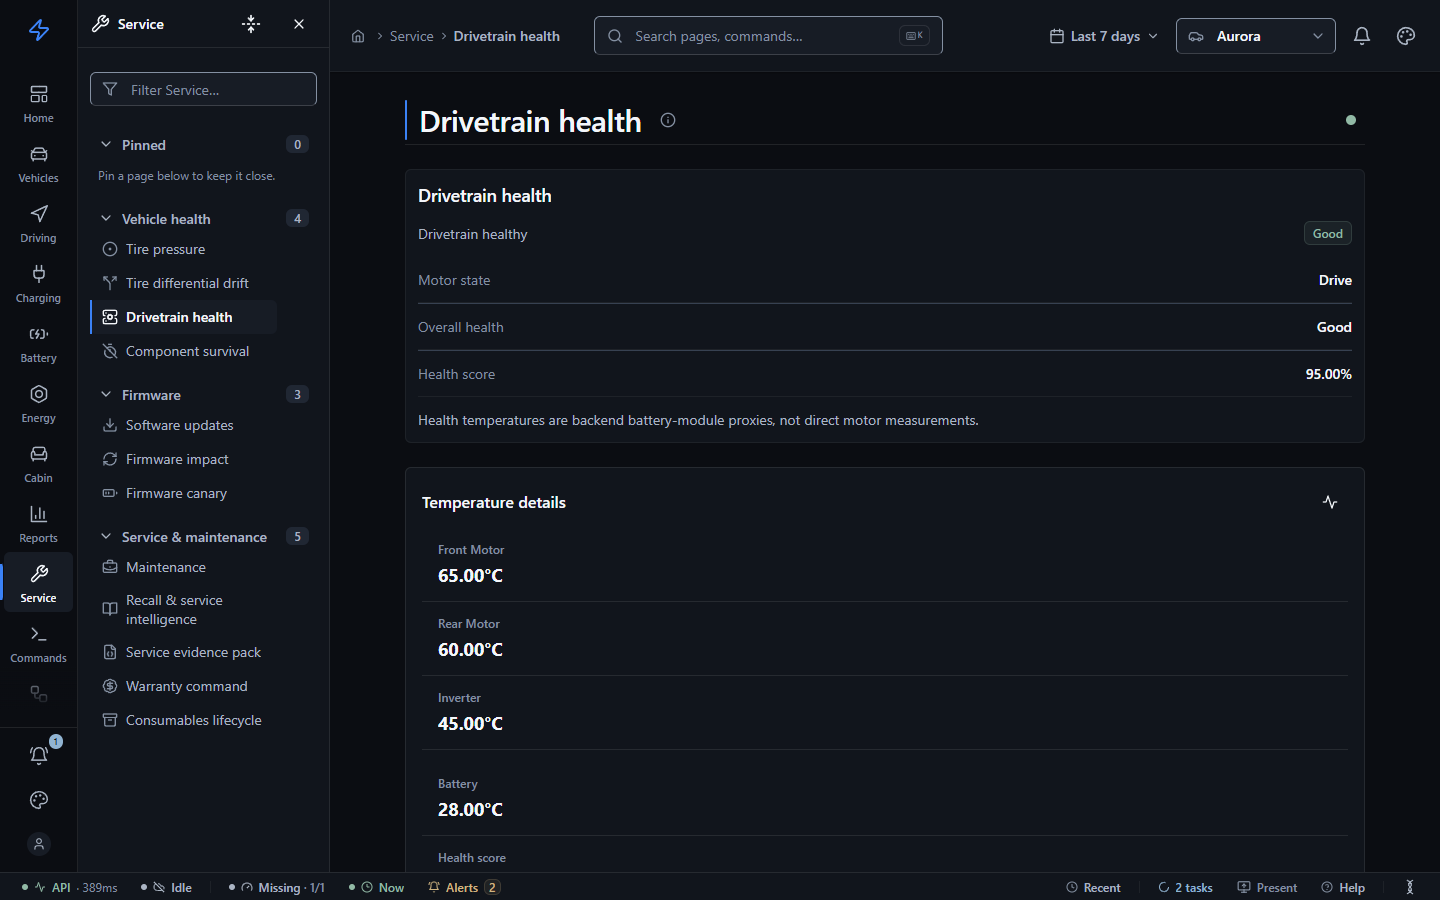 Service
Service
Drivetrain health
Search pages, commands...
K
Last 7 days
Aurora
Home
Vehicles
Driving
Charging
Battery
Energy
Cabin
Reports
Service
Commands
1
Filter Service...
Pinned
0
Pin a page below to keep it close.
Vehicle health
4
Tire pressure
Tire differential drift
Drivetrain health
Component survival
Firmware
3
Software updates
Firmware impact
Firmware canary
Service & maintenance
5
Maintenance
Recall & service
intelligence
Service evidence pack
Warranty command
Consumables lifecycle
Drivetrain health
Drivetrain health
Drivetrain healthy
Good
Motor state
Drive
Overall health
Good
Health score
95.00%
Health temperatures are backend battery-module proxies, not direct motor measurements.
Temperature details
Front Motor
65.00°C
Rear Motor
60.00°C
Inverter
45.00°C
Battery
28.00°C
Health score
API · 389ms
Idle
Missing · 1/1
Now
Alerts 2
Recent
2 tasks
Present
Help